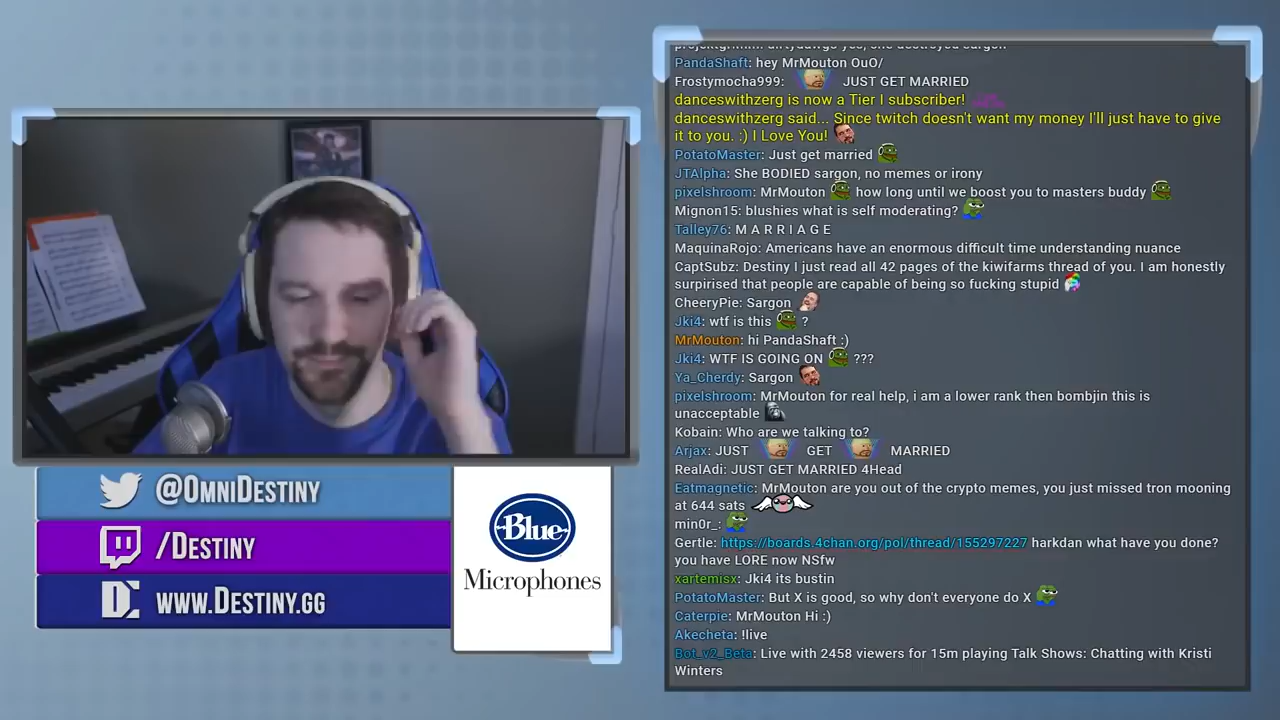 PandaShaft: hey MrMouton OuO/
Frostymocha999: JUST GET MARRIED
danceswithzerg is now a Tier I subscriber!
danceswithzerg said... Since twitch doesn't want my money I'll just have to give
it to you. :) I Love You!
PotatoMaster: Just get married
JTAlpha: She BODIED sargon, no memes or irony
pixelshroom: MrMouton how long until we boost you to masters buddy
Mignon15: blushies what is self moderating?
Talley76: M A R R I A G E
MaquinaRojo: Americans have an enormous difficult time understanding nuance
CaptSubz: Destiny I just read all 42 pages of the kiwifarms thread of you. I am honestly
surpirised that people are capable of being so fucking stupid
CheeryPie: Sargon
Jki4: wtf is this ?
MrMouton: hi PandaShaft :)
Jki4: WTF IS GOING ON ???
Ya_Cherdy: Sargon
pixelshroom: MrMouton for real help, i am a lower rank then bombjin this is
unacceptable
Kobain: Who are we talking to?
Arjax: JUST GET MARRIED
RealAdi: JUST GET MARRIED 4Head
Eatmagnetic: MrMouton are you out of the crypto memes, you just missed tron mooning
at 644 sats
min0r_:
Gertle: https://boards.4chan.org/pol/thread/155297227 harkdan what have you done?
you have LORE now NSfw
xartemisx: Jki4 its bustin
PotatoMaster: But X is good, so why don't everyone do X
Caterpie: MrMouton Hi :)
Akecheta: !live
Bot_v2_Beta: Live with 2458 viewers for 15m playing Talk Shows: Chatting with Kristi
Winters
@OmniDestiny
/Destiny
www.Destiny.gg
Blue
Microphones